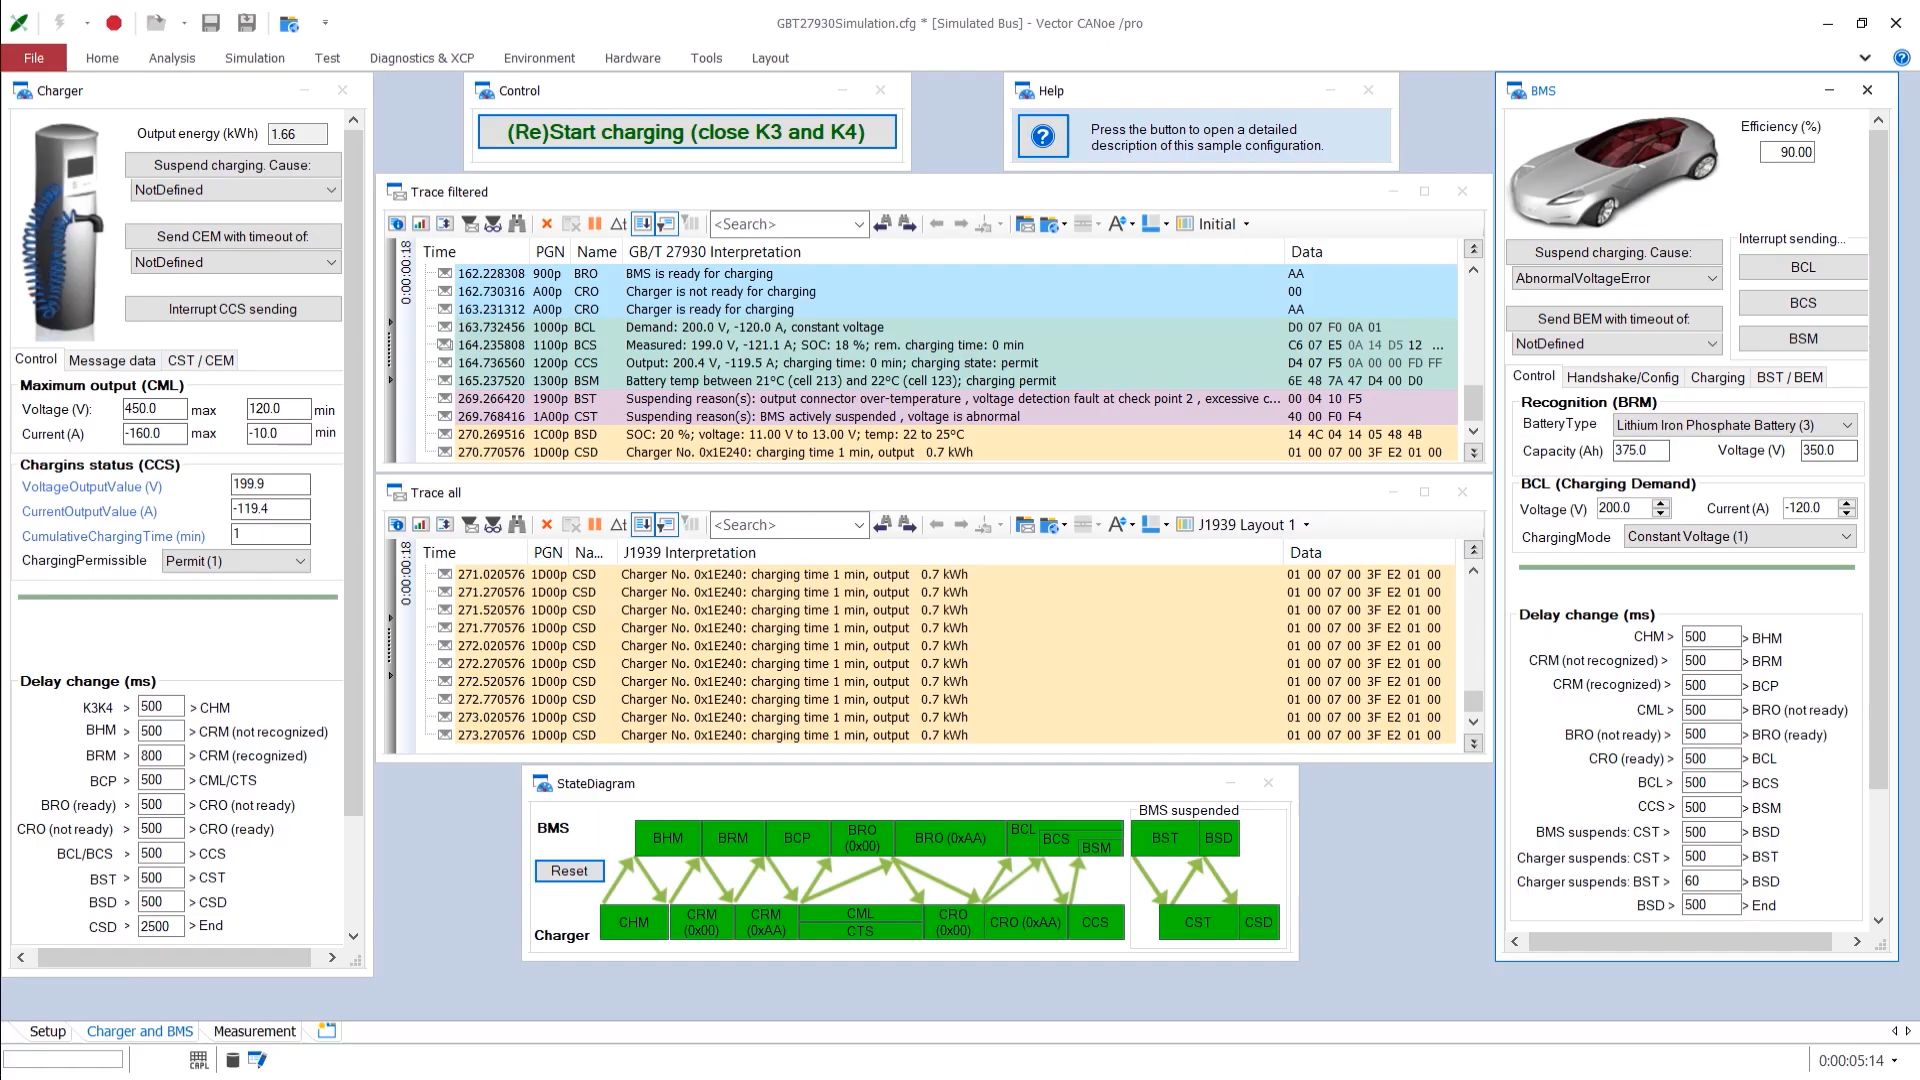 GBT27930Simulation.cfg * [Simulated Bus] - Vector CANoe /pro
File Home Analysis Simulation Test Diagnostics & XCP Environment Hardware Tools Layout
Charger
Output energy (kWh) 1.66
Suspend charging. Cause:
NotDefined
Send CEM with timeout of:
NotDefined
Interrupt CCS sending
Control Message data CST / CEM
Maximum output (CML)
Voltage (V): 450.0 max 120.0 min
Current (A) -160.0 max -10.0 min
Chargins status (CCS)
VoltageOutputValue (V) 199.9
CurrentOutputValue (A) -119.4
CumulativeChargingTime (min) 1
ChargingPermissible Permit (1)
Delay change (ms)
K3K4 > 500 > CHM
BHM > 500 > CRM (not recognized)
BRM > 800 > CRM (recognized)
BCP > 500 > CML/CTS
BRO (ready) > 500 > CRO (not ready)
CRO (not ready) > 500 > CRO (ready)
BCL/BCS > 500 > CCS
BST > 500 > CST
BSD > 500 > CSD
CSD > 2500 > End
Control
(Re)Start charging (close K3 and K4)
Help
Press the button to open a detailed
description of this sample configuration.
Trace filtered
Δt <Search> Initial
0:00:00:18
Time PGN Name GB/T 27930 Interpretation Data
162.228308 900p BRO BMS is ready for charging AA
162.730316 A00p CRO Charger is not ready for charging 00
163.231312 A00p CRO Charger is ready for charging AA
163.732456 1000p BCL Demand: 200.0 V, -120.0 A, constant voltage D0 07 F0 0A 01
164.235808 1100p BCS Measured: 199.0 V, -121.1 A; SOC: 18 %; rem. charging time: 0 min C6 07 E5 0A 14 D5 12 ...
164.736560 1200p CCS Output: 200.4 V, -119.5 A; charging time: 0 min; charging state: permit D4 07 F5 0A 00 00 FD FF
165.237520 1300p BSM Battery temp between 21°C (cell 213) and 22°C (cell 123); charging permit 6E 48 7A 47 D4 00 D0
269.266420 1900p BST Suspending reason(s): output connector over-temperature , voltage detection fault at check point 2 , excessive c... 00 04 10 F5
269.768416 1A00p CST Suspending reason(s): BMS actively suspended , voltage is abnormal 40 00 F0 F4
270.269516 1C00p BSD SOC: 20 %; voltage: 11.00 V to 13.00 V; temp: 22 to 25°C 14 4C 04 14 05 48 4B
270.770576 1D00p CSD Charger No. 0x1E240: charging time 1 min, output 0.7 kWh 01 00 07 00 3F E2 01 00
Trace all
Δt <Search> J1939 Layout 1
0:00:00:18
Time PGN Na... J1939 Interpretation Data
271.020576 1D00p CSD Charger No. 0x1E240: charging time 1 min, output 0.7 kWh 01 00 07 00 3F E2 01 00
271.270576 1D00p CSD Charger No. 0x1E240: charging time 1 min, output 0.7 kWh 01 00 07 00 3F E2 01 00
271.520576 1D00p CSD Charger No. 0x1E240: charging time 1 min, output 0.7 kWh 01 00 07 00 3F E2 01 00
271.770576 1D00p CSD Charger No. 0x1E240: charging time 1 min, output 0.7 kWh 01 00 07 00 3F E2 01 00
272.020576 1D00p CSD Charger No. 0x1E240: charging time 1 min, output 0.7 kWh 01 00 07 00 3F E2 01 00
272.270576 1D00p CSD Charger No. 0x1E240: charging time 1 min, output 0.7 kWh 01 00 07 00 3F E2 01 00
272.520576 1D00p CSD Charger No. 0x1E240: charging time 1 min, output 0.7 kWh 01 00 07 00 3F E2 01 00
272.770576 1D00p CSD Charger No. 0x1E240: charging time 1 min, output 0.7 kWh 01 00 07 00 3F E2 01 00
273.020576 1D00p CSD Charger No. 0x1E240: charging time 1 min, output 0.7 kWh 01 00 07 00 3F E2 01 00
273.270576 1D00p CSD Charger No. 0x1E240: charging time 1 min, output 0.7 kWh 01 00 07 00 3F E2 01 00
StateDiagram
BMS suspended
BMS BHM BRM BCP BRO (0x00) BRO (0xAA) BCL BCS BSM BST BSD
Reset
Charger CHM CRM (0x00) CRM (0xAA) CML CTS CRO (0x00) CRO (0xAA) CCS CST CSD
BMS
Efficiency (%)
90.00
Suspend charging. Cause:
AbnormalVoltageError
Send BEM with timeout of:
NotDefined
Interrupt sending...
BCL
BCS
BSM
Control Handshake/Config Charging BST / BEM
Recognition (BRM)
BatteryType Lithium Iron Phosphate Battery (3)
Capacity (Ah) 375.0 Voltage (V) 350.0
BCL (Charging Demand)
Voltage (V) 200.0 Current (A) -120.0
ChargingMode Constant Voltage (1)
Delay change (ms)
CHM > 500 > BHM
CRM (not recognized) > 500 > BRM
CRM (recognized) > 500 > BCP
CML > 500 > BRO (not ready)
BRO (not ready) > 500 > BRO (ready)
CRO (ready) > 500 > BCL
BCL > 500 > BCS
CCS > 500 > BSM
BMS suspends: CST > 500 > BSD
Charger suspends: CST > 500 > BST
Charger suspends: BST > 60 > BSD
BSD > 500 > End
Setup Charger and BMS Measurement
CAPL
0:00:05:14